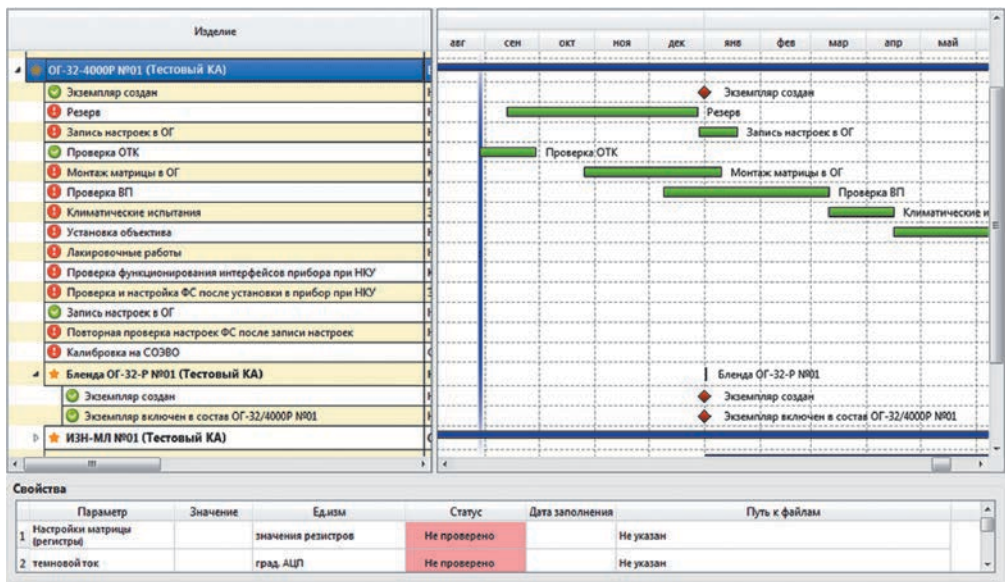 Изделие
ОГ-32-4000Р №01 (Тестовый КА)
Экземпляр создан
Резерв
Запись настроек в ОГ
Проверка ОТК
Монтаж матрицы в ОГ
Проверка ВП
Климатические испытания
Установка объектива
Лакировочные работы
Проверка функционирования интерфейсов прибора при НКУ
Проверка и настройка ФС после установки в прибор при НКУ
Запись настроек в ОГ
Повторная проверка настроек ФС после записи настроек
Калибровка на СОЭВО
Бленда ОГ-32-Р №01 (Тестовый КА)
Экземпляр создан
Экземпляр включен в состав ОГ-32/4000Р №01
ИЗН-МЛ №01 (Тестовый КА)
авг сен окт ноя дек янв фев мар апр май
Экземпляр создан
Резерв
Запись настроек в ОГ
Проверка ОТК
Монтаж матрицы в ОГ
Проверка ВП
Климатические и
Бленда ОГ-32-Р №01
Экземпляр создан
Экземпляр включен в состав ОГ-32/4000Р №01
Свойства
Параметр Значение Ед.изм Статус Дата заполнения Путь к файлам
1 Настройки матрицы
(регистры) значения резистров Не проверено Не указан
2 темновой ток град. АЦП Не проверено Не указан